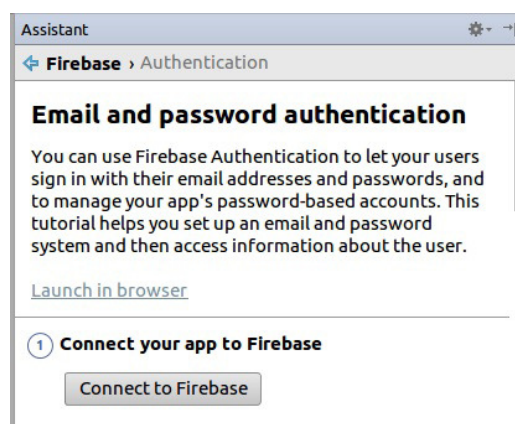 Assistant
Firebase › Authentication
Email and password authentication
You can use Firebase Authentication to let your users
sign in with their email addresses and passwords, and
to manage your app's password-based accounts. This
tutorial helps you set up an email and password
system and then access information about the user.
Launch in browser
1 Connect your app to Firebase
Connect to Firebase